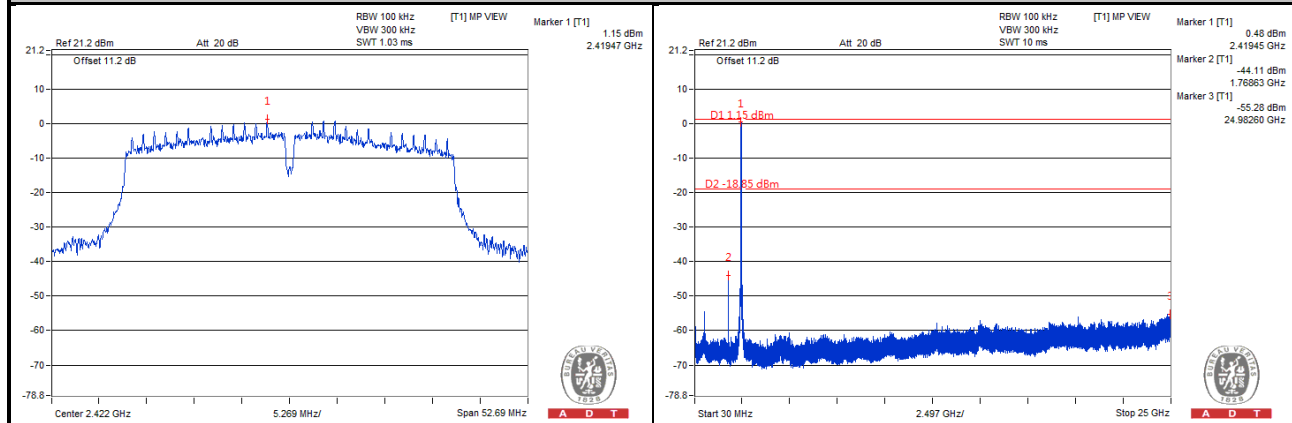 RBW 100 kHz [T1] MP VIEW
VBW 300 kHz
Ref 21.2 dBm Att 20 dB SWT 1.03 ms
Marker 1 [T1]
1.15 dBm
2.41947 GHz
21.2
Offset 11.2 dB
10
0
-10
-20
-30
-40
-50
-60
-70
-78.8
1
Center 2.422 GHz 5.269 MHz/ Span 52.69 MHz
BUREAU VERITAS
1828
A D T
RBW 100 kHz [T1] MP VIEW
VBW 300 kHz
Ref 21.2 dBm Att 20 dB SWT 10 ms
Marker 1 [T1]
0.48 dBm
2.41945 GHz
Marker 2 [T1]
-44.11 dBm
1.76863 GHz
Marker 3 [T1]
-55.28 dBm
24.98260 GHz
21.2
Offset 11.2 dB
10
0
-10
-20
-30
-40
-50
-60
-70
-78.8
1
D1 1.15 dBm
D2 -18.85 dBm
2
3
Start 30 MHz 2.497 GHz/ Stop 25 GHz
BUREAU VERITAS
1828
A D T